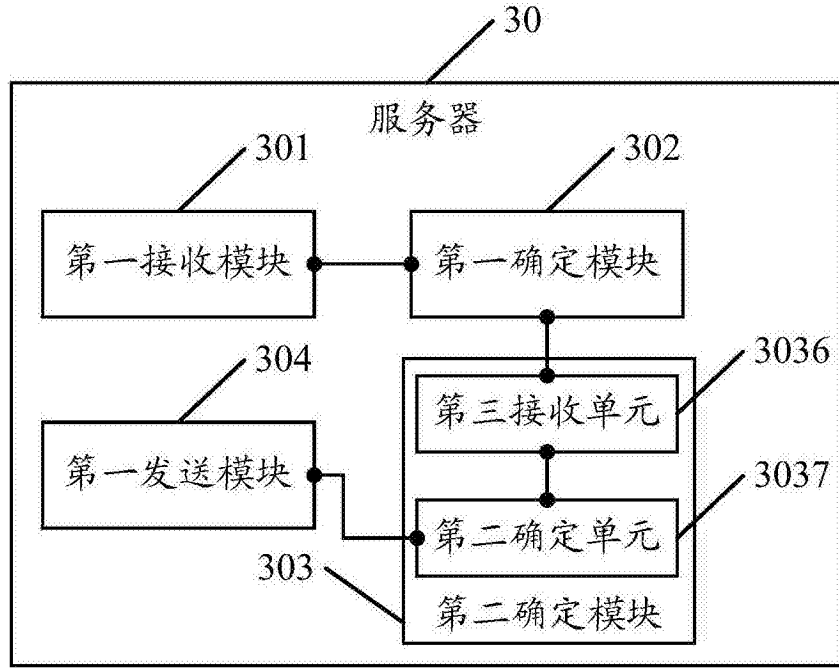 30
服务器
301
302
第一接收模块
第一确定模块
304
3036
第三接收单元
第一发送模块
3037
第二确定单元
303
第二确定模块